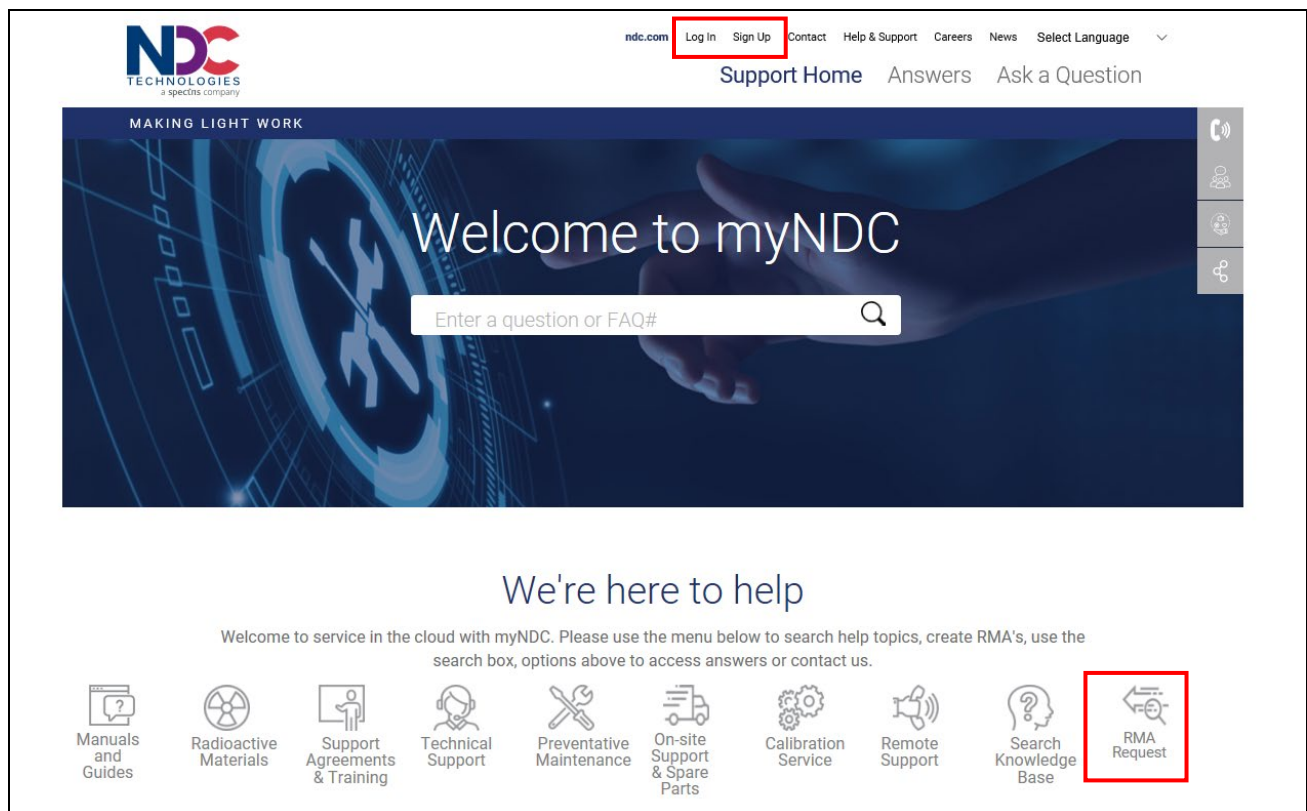 NDC
TECHNOLOGIES
a spectris company
ndc.com Log In Sign Up Contact Help & Support Careers News Select Language
Support Home Answers Ask a Question
MAKING LIGHT WORK
Welcome to myNDC
Enter a question or FAQ#
We're here to help
Welcome to service in the cloud with myNDC. Please use the menu below to search help topics, create RMA's, use the
search box, options above to access answers or contact us.
Manuals
and
Guides
Radioactive
Materials
Support
Agreements
& Training
Technical
Support
Preventative
Maintenance
On-site
Support
& Spare
Parts
Calibration
Service
Remote
Support
Search
Knowledge
Base
RMA
Request